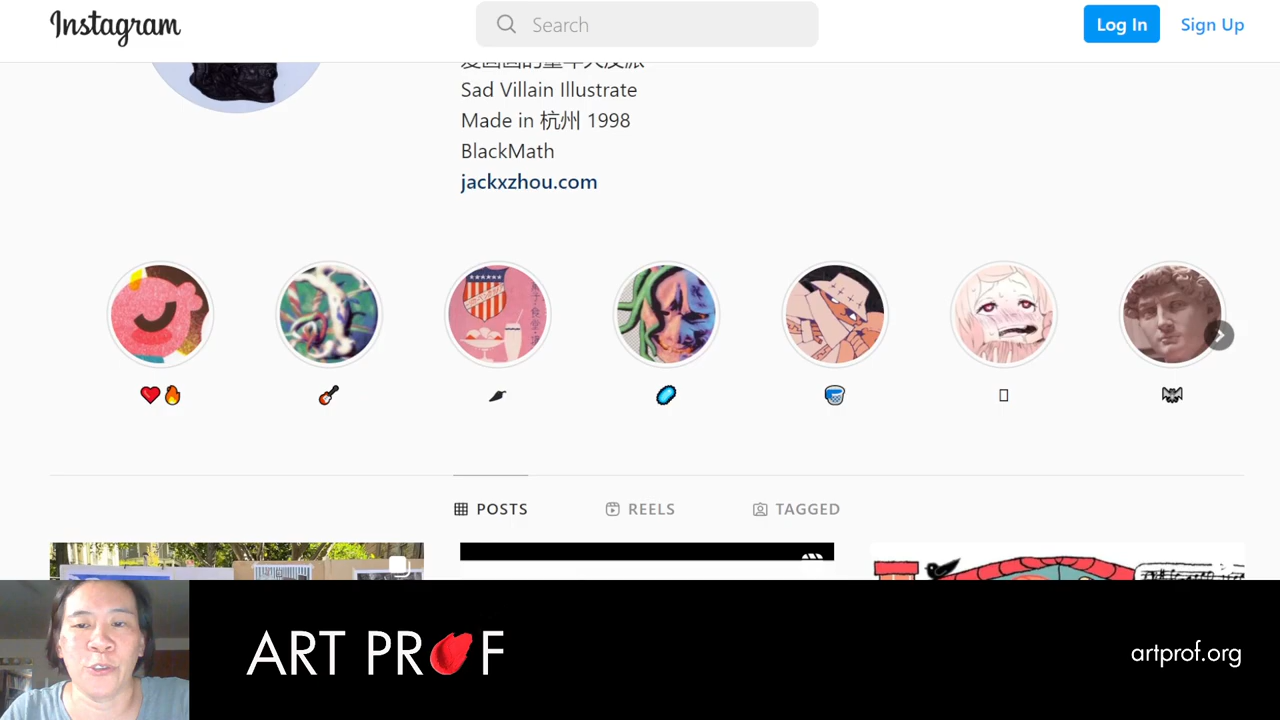 Instagram
Search
Log In
Sign Up
Sad Villain Illustrate
Made in 杭州 1998
BlackMath
jackxzhou.com
POSTS
REELS
TAGGED
ART PROF
artprof.org